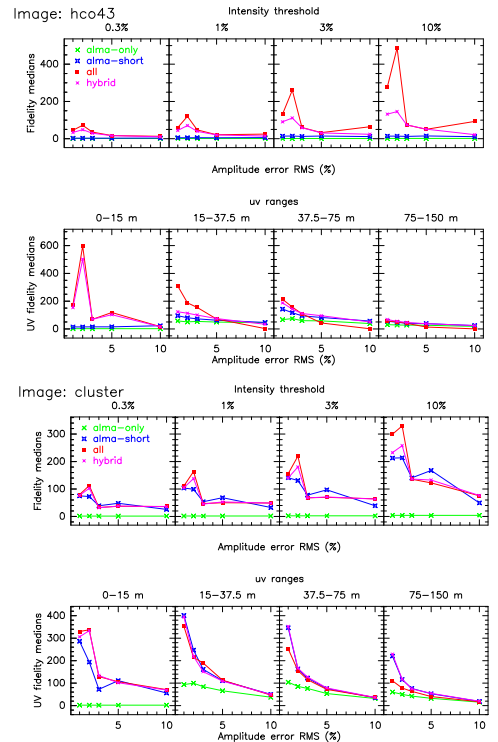 Image: hco43
Intensity threshold
0.3% 1% 3% 10%
alma-only
alma-short
all
hybrid
Fidelity medians
400
200
0
Amplitude error RMS (%)
uv ranges
0-15 m 15-37.5 m 37.5-75 m 75-150 m
UV fidelity medians
600
400
200
0
5 10 5 10 5 10 5 10
Amplitude error RMS (%)
Image: cluster
Intensity threshold
0.3% 1% 3% 10%
alma-only
alma-short
all
hybrid
Fidelity medians
300
200
100
0
Amplitude error RMS (%)
uv ranges
0-15 m 15-37.5 m 37.5-75 m 75-150 m
UV fidelity medians
400
300
200
100
0
5 10 5 10 5 10 5 10
Amplitude error RMS (%)